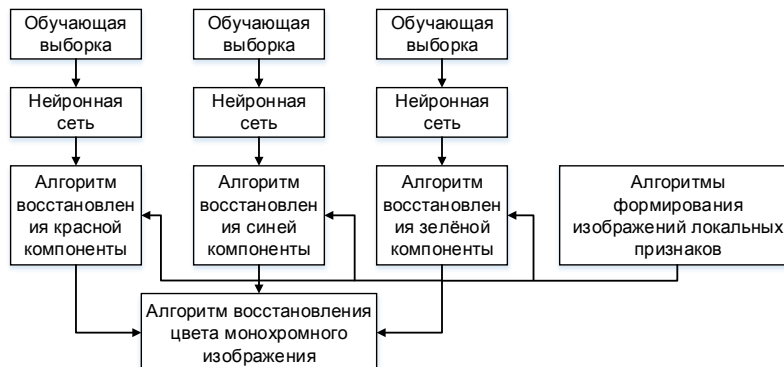 Обучающая
выборка
Обучающая
выборка
Обучающая
выборка
Нейронная
сеть
Нейронная
сеть
Нейронная
сеть
Алгоритм
восстановлен
ия красной
компоненты
Алгоритм
восстановлен
ия синей
компоненты
Алгоритм
восстановлен
ия зелёной
компоненты
Алгоритмы
формирования
изображений локальных
признаков
Алгоритм восстановления
цвета монохромного
изображения